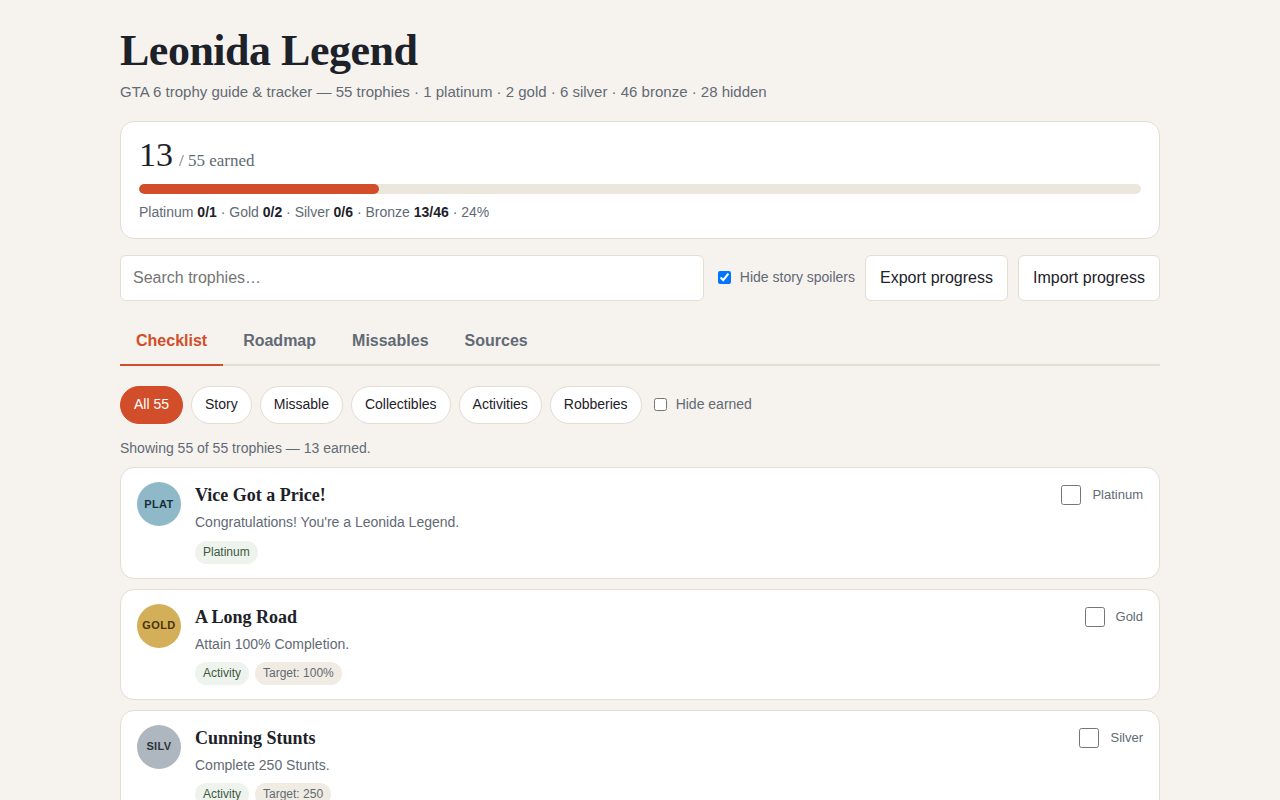 Leonida Legend
GTA 6 trophy guide & tracker — 55 trophies · 1 platinum · 2 gold · 6 silver · 46 bronze · 28 hidden
13 / 55 earned
Platinum 0/1 · Gold 0/2 · Silver 0/6 · Bronze 13/46 · 24%
Search trophies… Hide story spoilers Export progress Import progress
Checklist Roadmap Missables Sources
All 55 Story Missable Collectibles Activities Robberies Hide earned
Showing 55 of 55 trophies — 13 earned.
PLAT Vice Got a Price! Platinum
Congratulations! You're a Leonida Legend.
Platinum
GOLD A Long Road Gold
Attain 100% Completion.
Activity Target: 100%
SILV Cunning Stunts Silver
Complete 250 Stunts.
Activity Target: 250